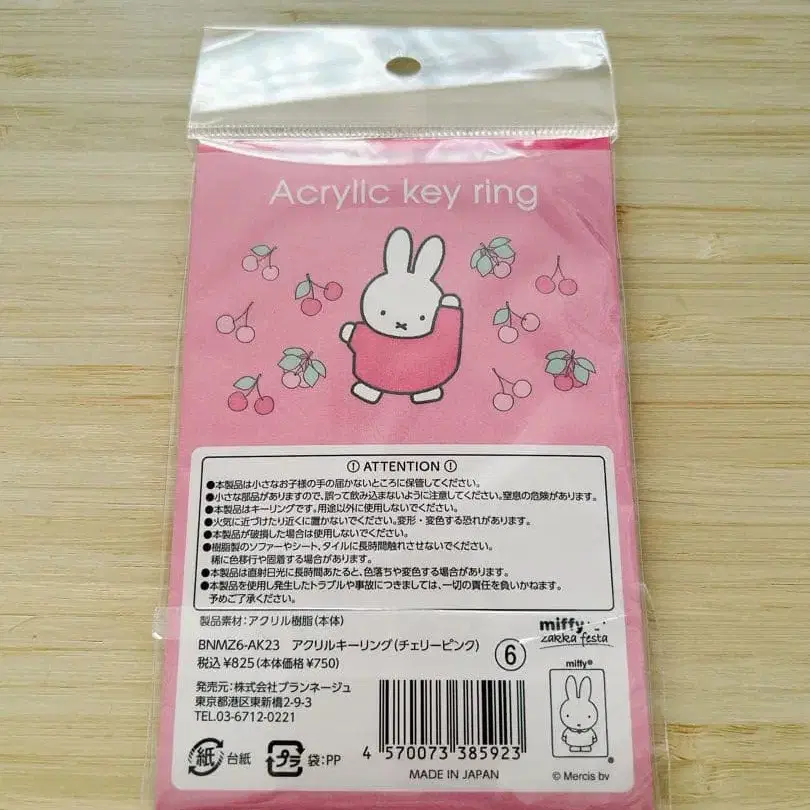 Acrylic key ring
ATTENTION
●本製品は小さなお子様の手の届かないところに保管してください。
●小さな部品がありますので、誤って飲み込まないように注意してください。窒息の危険があります。
●本製品はキーリングです。用途以外に使用しないでください。
●火気に近づけたり近くに置かないでください。変形・変色する恐れがあります。
●本製品が破損した場合は使用しないでください。
●樹脂製のソファーやシート、タイルに長時間触れさせないでください。
稀に色移行や固着する場合があります。
●本製品は直射日光に長時間あたると、色落ちや変色する場合があります。
●本製品を使用し発生したトラブルや事故につきましては、一切の責任を負いかねます。
予めご了承ください。
製品素材:アクリル樹脂(本体)
BNMZ6-AK23 アクリルキーリング(チェリーピンク)
税込¥825(本体価格¥750)
⑥
miffy
zakka festa
miffy®
発売元:株式会社ブランネージュ
東京都港区東新橋2-9-3
TEL.03-6712-0221
紙 台紙
プラ 袋:PP
4 570073 385923
MADE IN JAPAN
© Mercis bv